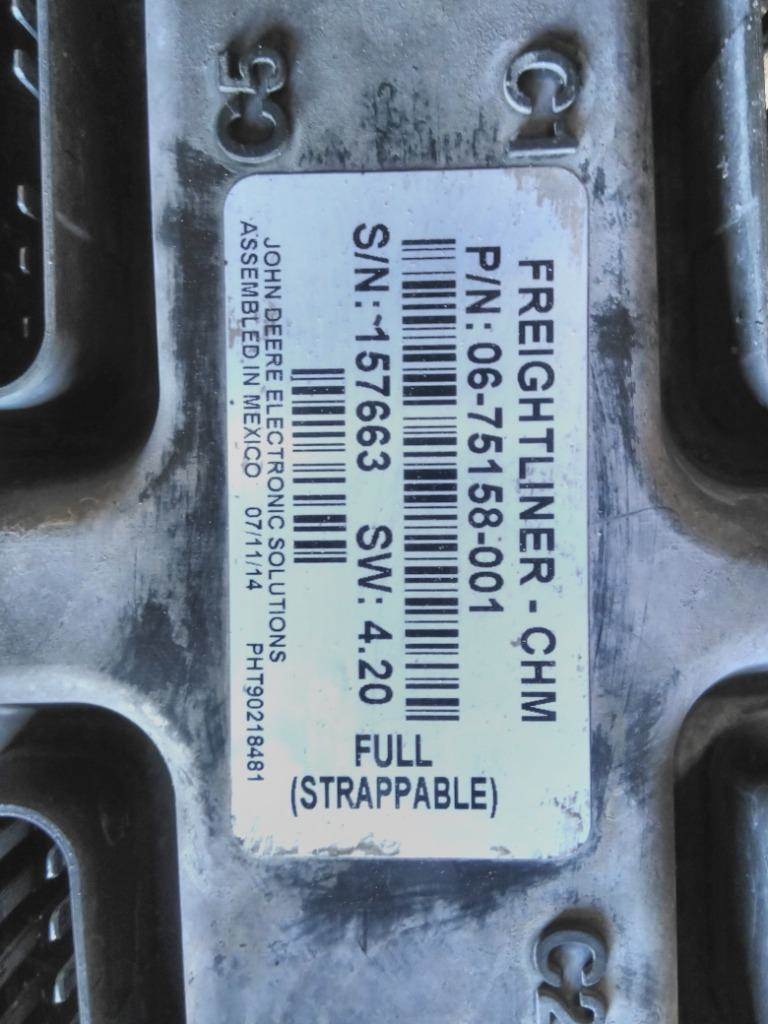 C5
C1
FREIGHTLINER - CHM
P/N: 06-75158-001
S/N: 157663 SW: 4.20
FULL
(STRAPPABLE)
JOHN DEERE ELECTRONIC SOLUTIONS
ASSEMBLED IN MEXICO 07/11/14 PHT90218481
C2